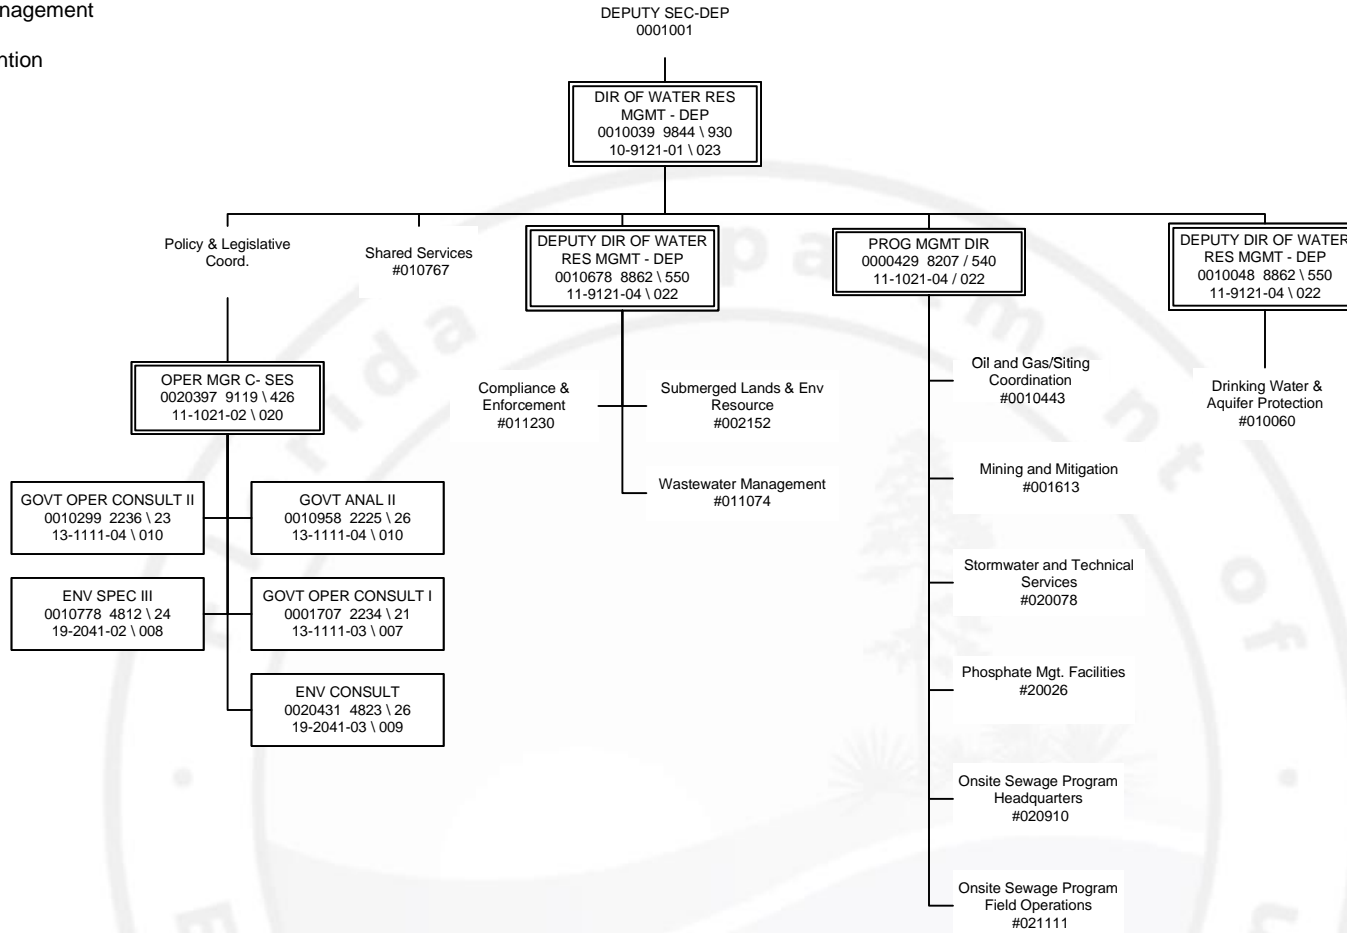 nagement
ntion
DEPUTY SEC-DEP
0001001
DIR OF WATER RES
MGMT - DEP
0010039 9844 \ 930
10-9121-01 \ 023
Policy & Legislative
Coord.
Shared Services
#010767
DEPUTY DIR OF WATER
RES MGMT - DEP
0010678 8862 \ 550
11-9121-04 \ 022
PROG MGMT DIR
0000429 8207 / 540
11-1021-04 / 022
DEPUTY DIR OF WATER
RES MGMT - DEP
0010048 8862 \ 550
11-9121-04 \ 022
OPER MGR C- SES
0020397 9119 \ 426
11-1021-02 \ 020
GOVT OPER CONSULT II
0010299 2236 \ 23
13-1111-04 \ 010
GOVT ANAL II
0010958 2225 \ 26
13-1111-04 \ 010
ENV SPEC III
0010778 4812 \ 24
19-2041-02 \ 008
GOVT OPER CONSULT I
0001707 2234 \ 21
13-1111-03 \ 007
ENV CONSULT
0020431 4823 \ 26
19-2041-03 \ 009
Compliance &
Enforcement
#011230
Submerged Lands & Env
Resource
#002152
Wastewater Management
#011074
Oil and Gas/Siting
Coordination
#0010443
Mining and Mitigation
#001613
Stormwater and Technical
Services
#020078
Phosphate Mgt. Facilities
#20026
Onsite Sewage Program
Headquarters
#020910
Onsite Sewage Program
Field Operations
#021111
Drinking Water &
Aquifer Protection
#010060